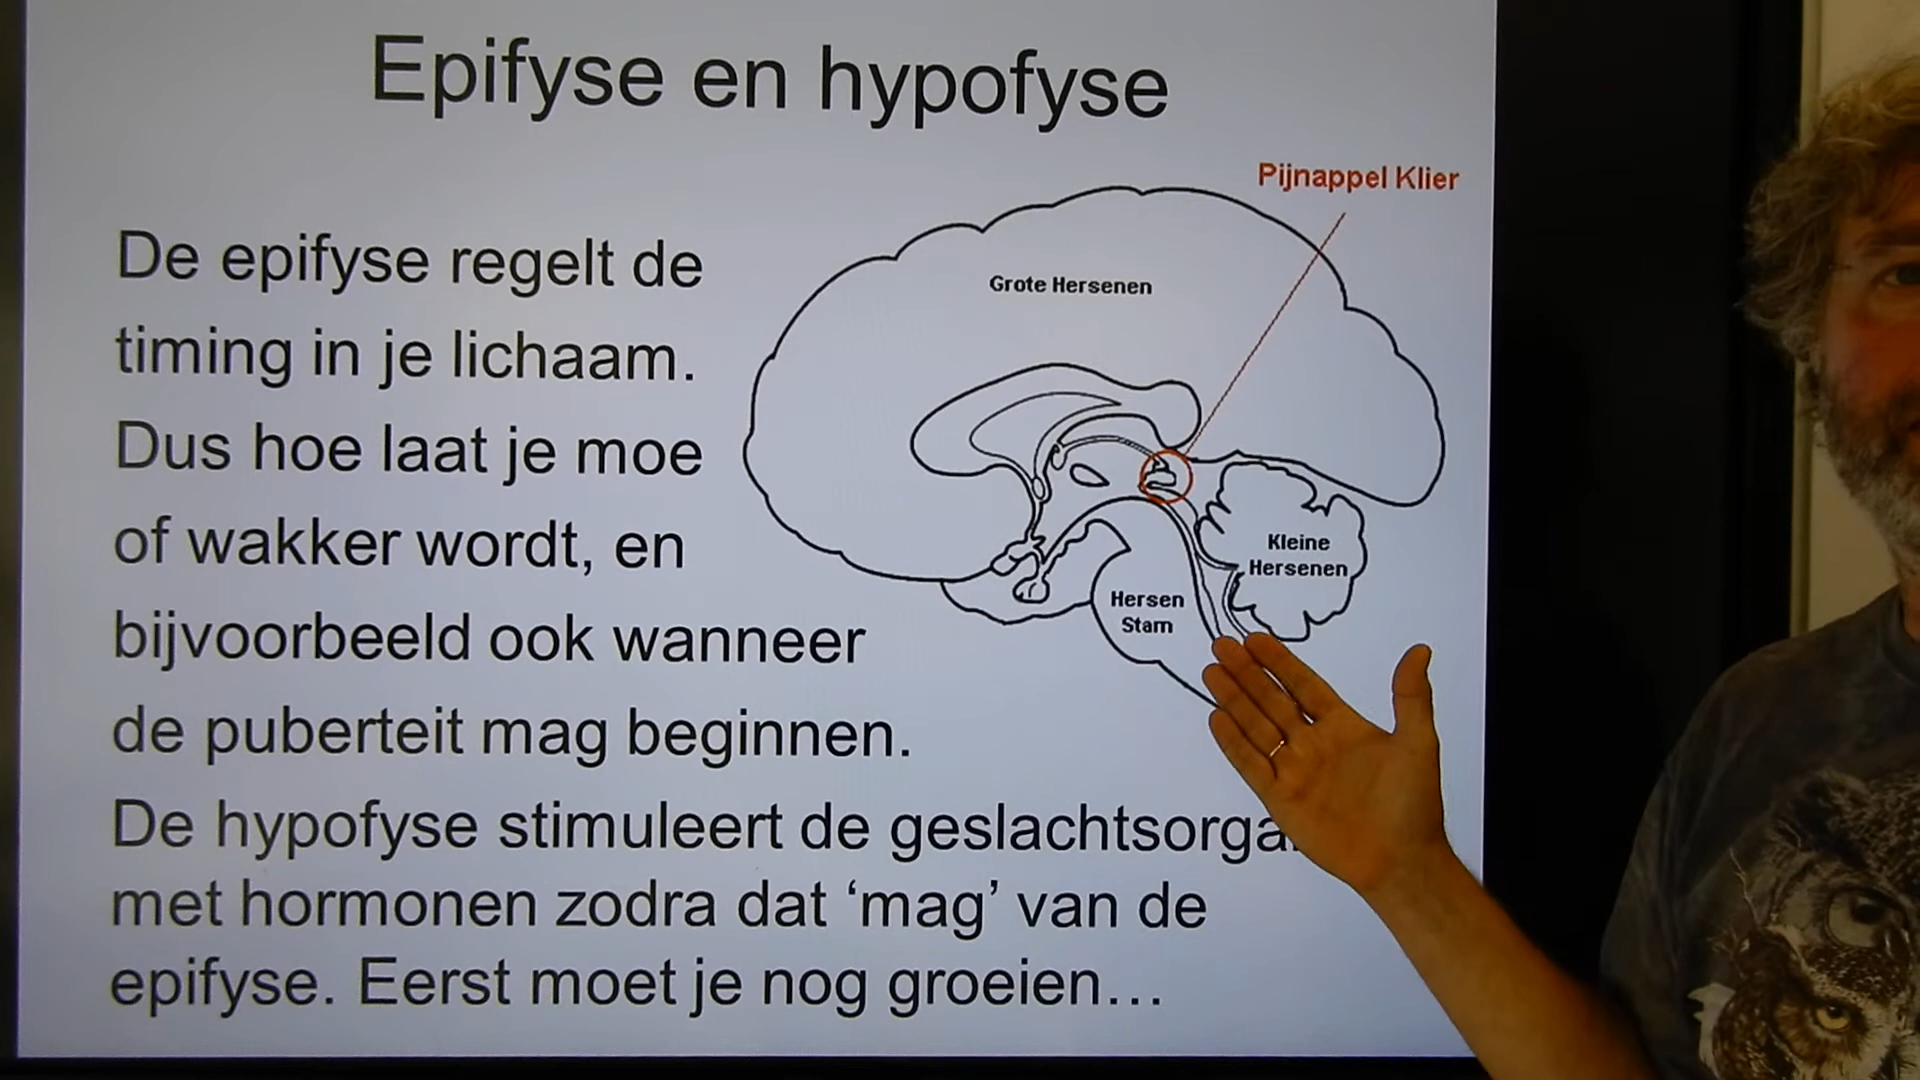 Epifyse en hypofyse
Pijnappel Klier
Grote Hersenen
Kleine
Hersenen
Hersen
Stam
De epifyse regelt de
timing in je lichaam.
Dus hoe laat je moe
of wakker wordt, en
bijvoorbeeld ook wanneer
de puberteit mag beginnen.
De hypofyse stimuleert de
met hormonen zodra dat ‘mag’ van de
epifyse. Eerst moet je nog groeien…